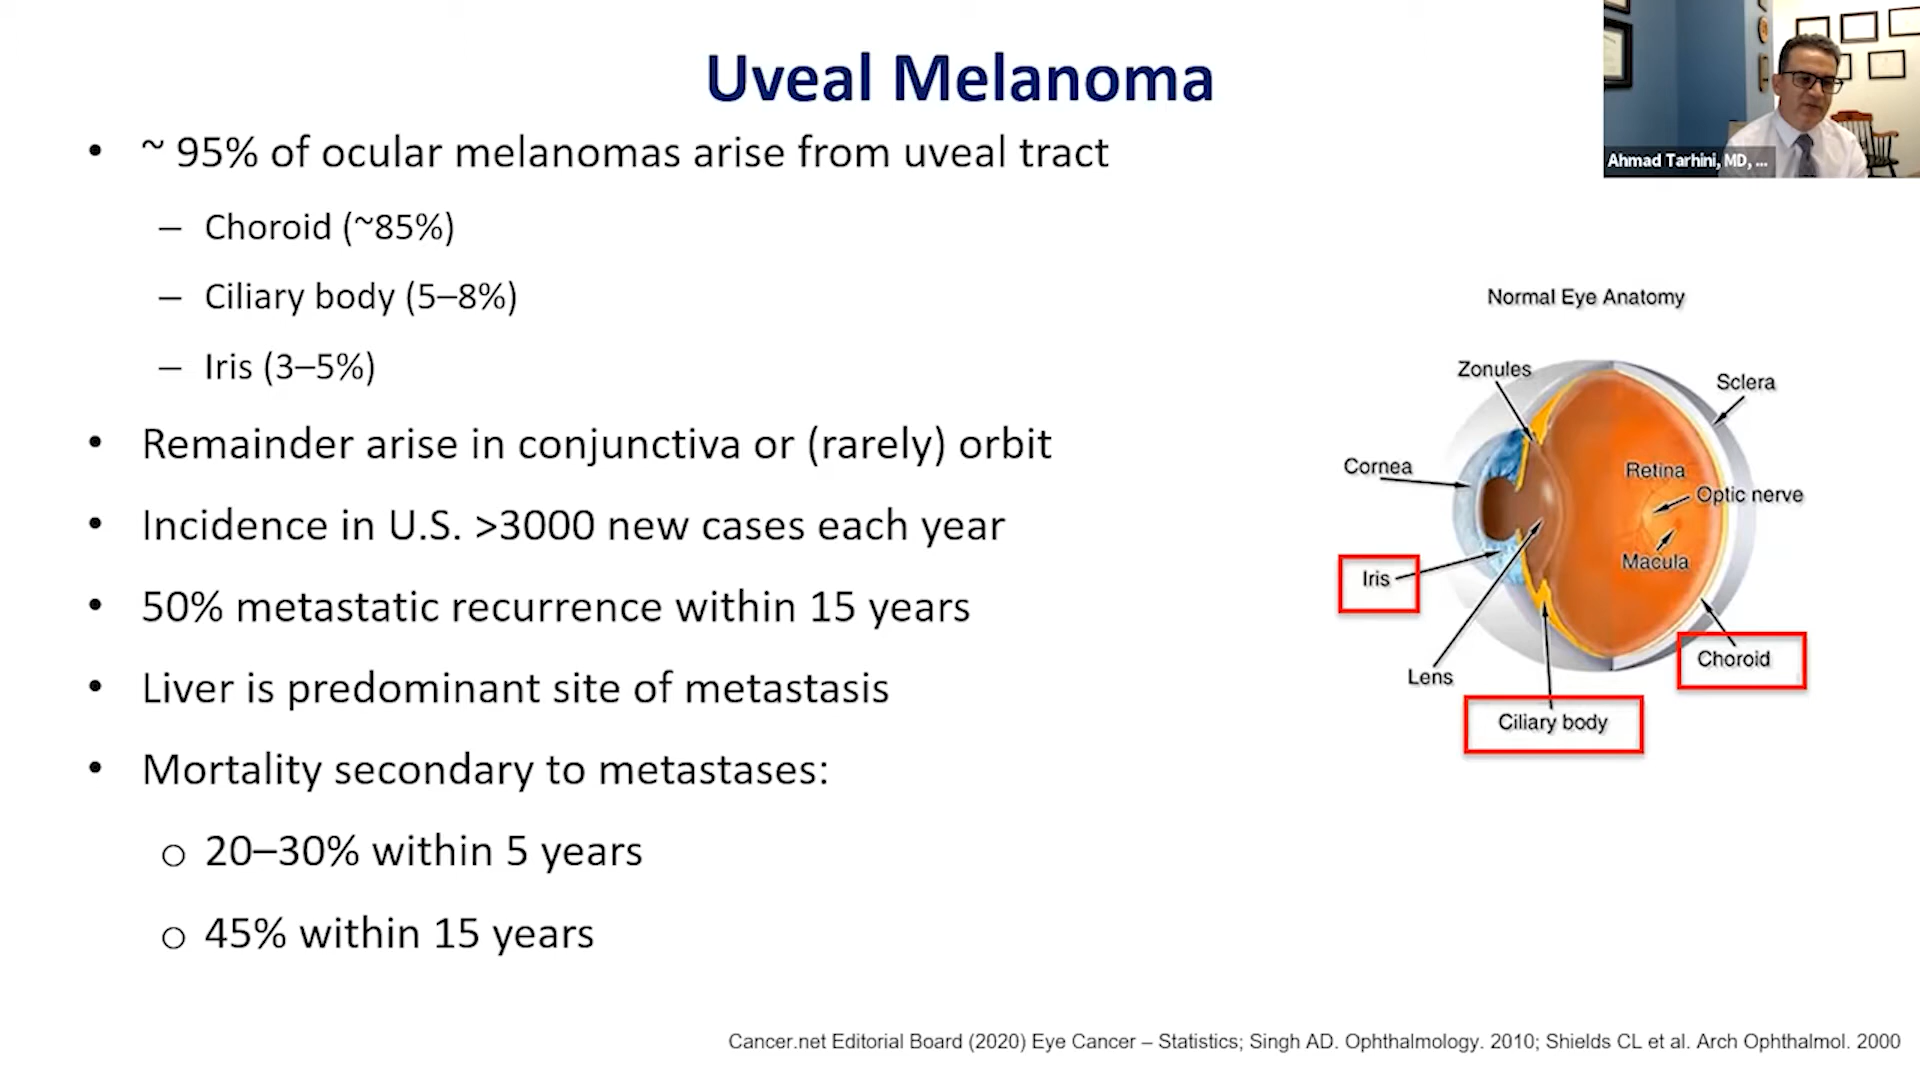 Uveal Melanoma
• ~ 95% of ocular melanomas arise from uveal tract
– Choroid (~85%)
– Ciliary body (5–8%)
– Iris (3–5%)
• Remainder arise in conjunctiva or (rarely) orbit
• Incidence in U.S. >3000 new cases each year
• 50% metastatic recurrence within 15 years
• Liver is predominant site of metastasis
• Mortality secondary to metastases:
o 20–30% within 5 years
o 45% within 15 years
Ahmad Tarhini, MD, ...
Normal Eye Anatomy
Zonules
Sclera
Cornea
Retina
Optic nerve
Macula
Iris
Choroid
Lens
Ciliary body
Cancer.net Editorial Board (2020) Eye Cancer – Statistics; Singh AD. Ophthalmology. 2010; Shields CL et al. Arch Ophthalmol. 2000